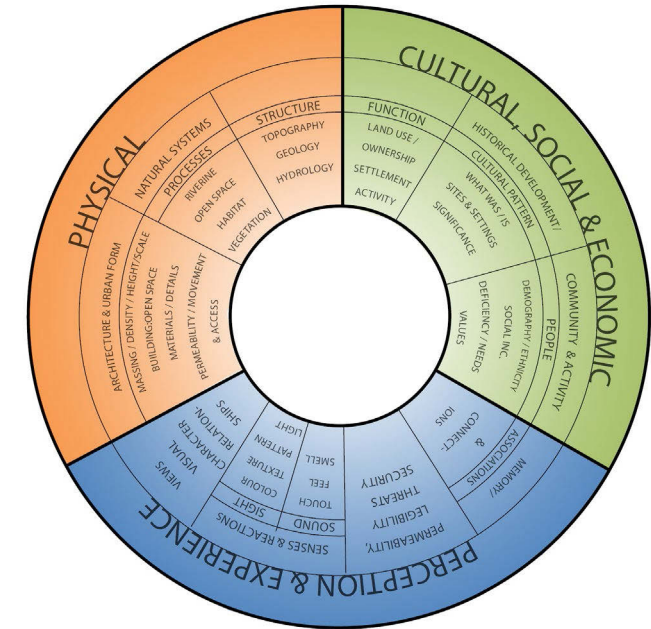 PHYSICAL
NATURAL SYSTEMS
PROCESSES
RIVERINE
OPEN SPACE
HABITAT
VEGETATION
STRUCTURE
TOPOGRAPHY
GEOLOGY
HYDROLOGY
ARCHITECTURE & URBAN FORM
MASSING / DENSITY / HEIGHT/SCALE
BUILDING:OPEN SPACE
MATERIALS / DETAILS
PERMEABILITY / MOVEMENT
& ACCESS
CULTURAL, SOCIAL & ECONOMIC
FUNCTION
LAND USE /
OWNERSHIP
SETTLEMENT
ACTIVITY
HISTORICAL DEVELOPMENT/
CULTURAL PATTERN
WHAT WAS / IS
SITES & SETTINGS
SIGNIFICANCE
COMMUNITY & ACTIVITY
PEOPLE
DEMOGRAPHY / ETHNICITY
SOCIAL INC.
DEFICIENCY / NEEDS
VALUES
PERCEPTION & EXPERIENCE
MEMORY/
ASSOCIATIONS
CONNECT-
&
IONS
PERMEABILITY,
LEGIBILITY
THREATS
SECURITY
SENSES & REACTIONS
SOUND
TOUCH
FEEL
SMELL
SIGHT
COLOUR
TEXTURE
PATTERN
LIGHT
VIEWS
VISUAL
CHARACTER
RELATION-
SHIPS